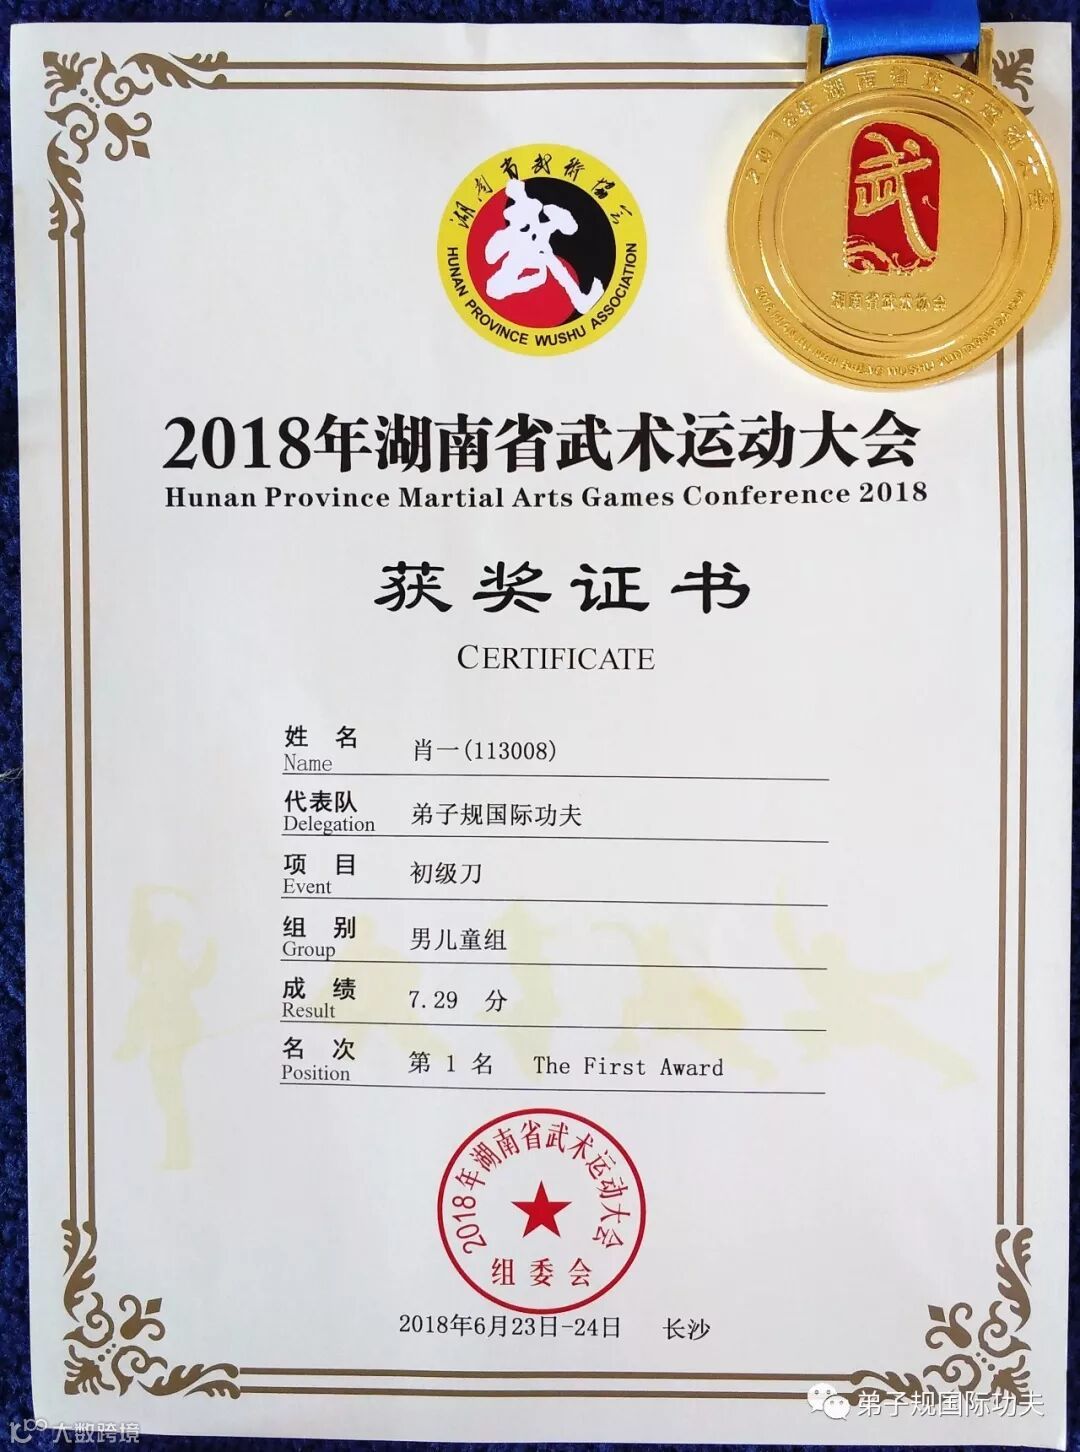 湖南省武术协会
HUNAN PROVINCE WUSHU ASSOCIATION
2018年湖南省武术运动大会
武
湖南省武术协会
2018年湖南省武术运动大会
Hunan Province Martial Arts Games Conference 2018
获奖证书
CERTIFICATE
姓 名 肖一(113008)
Name
代表队 弟子规国际功夫
Delegation
项 目 初级刀
Event
组 别 男儿童组
Group
成 绩 7.29 分
Result
名 次 第 1 名 The First Award
Position
2018年湖南省武术运动大会
组委会
2018年6月23日-24日 长沙
弟子规国际功夫
大数跨境